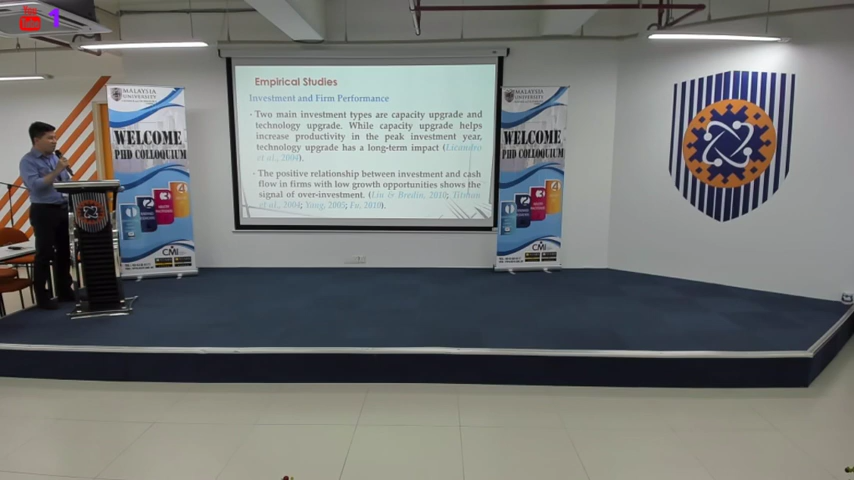 1
MALAYSIA
UNIVERSITY
WELCOME
PHD COLLOQUIUM
CMI
Empirical Studies
Investment and Firm Performance
- Two main investment types are capacity upgrade and
technology upgrade. While capacity upgrade helps
increase productivity in the peak investment year,
technology upgrade has a long-term impact (Licandro
et al., 2004).
- The positive relationship between investment and cash
flow in firms with low growth opportunities shows the
signal of over-investment. (Liu & Bredin, 2010; Titman
et al., 2004; Yang, 2005; Fu, 2010).
MALAYSIA
UNIVERSITY
WELCOME
PHD COLLOQUIUM
CMI